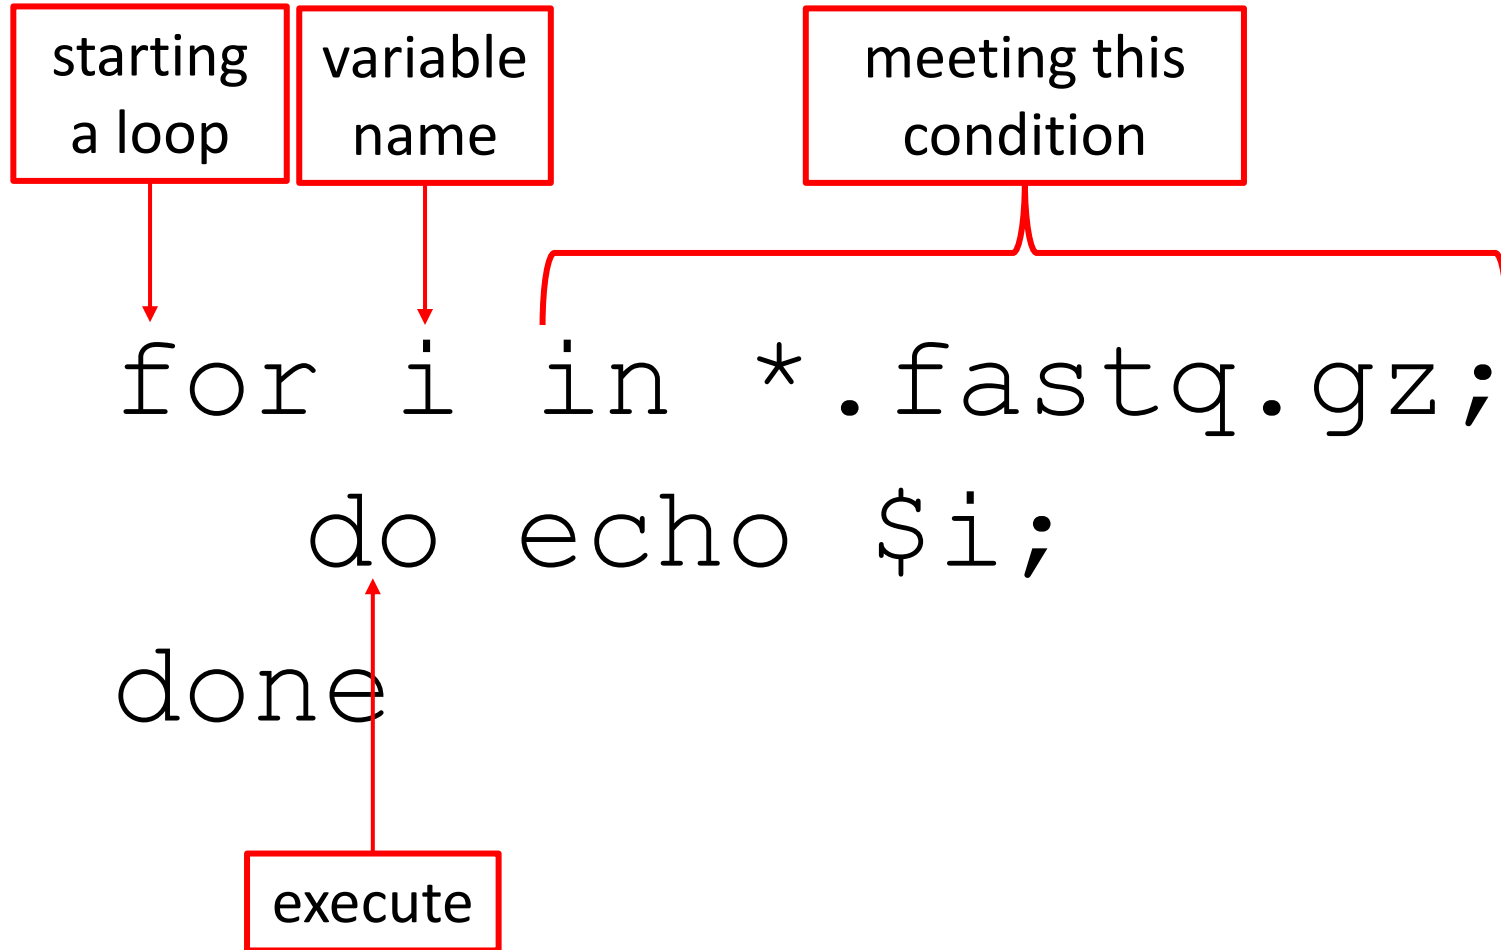 starting
a loop
variable
name
meeting this
condition
for i in *.fastq.gz;
do echo $i;
done
execute